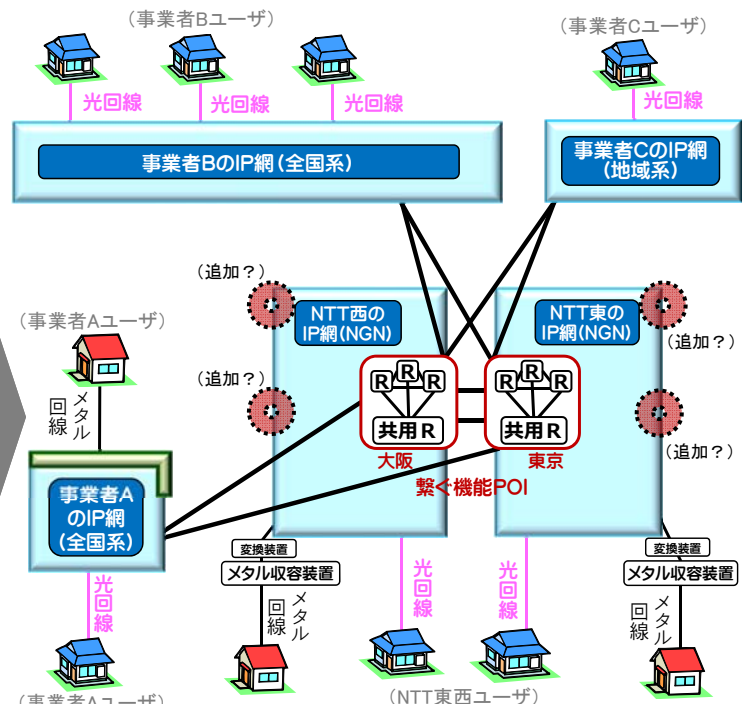 (事業者Bユーザ)
(事業者Cユーザ)
光回線
光回線
光回線
光回線
事業者BのIP網(全国系)
事業者CのIP網
(地域系)
(追加?)
NTT西の
IP網(NGN)
NTT東の
IP網(NGN)
(事業者Aユーザ)
(追加?)
(追加?)
R
R
R
R
R
R
メタル
回線
共用R
共用R
大阪
東京
(追加?)
繋ぐ機能POI
事業者A
のIP網
(全国系)
変換装置
メタル収容装置
変換装置
メタル収容装置
光回線
メタル
回線
光回線
光回線
メタル
回線
(事業者Aユーザ)
(NTT東西ユーザ)